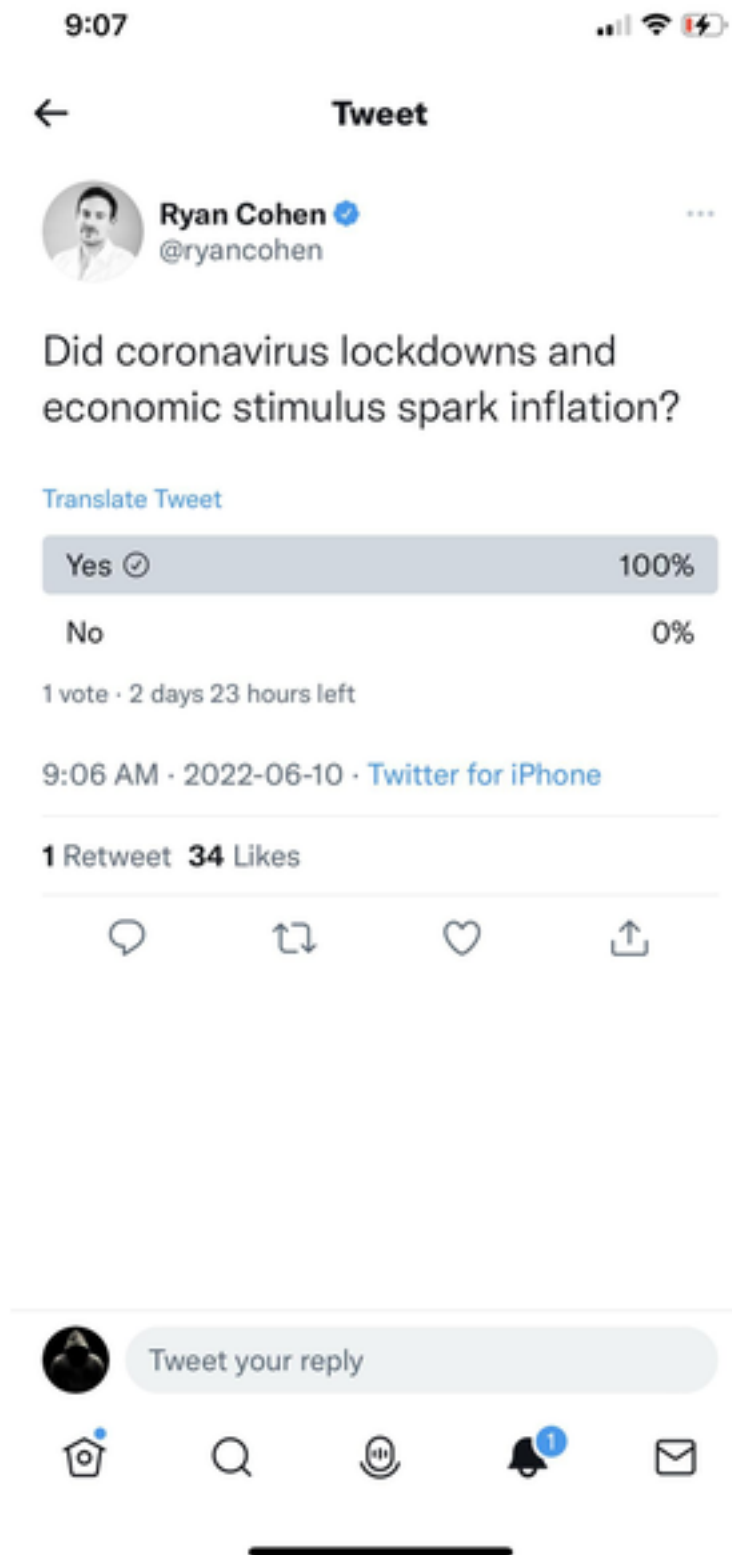 9:07
Tweet
Ryan Cohen
@ryancohen
Did coronavirus lockdowns and
economic stimulus spark inflation?
Translate Tweet
Yes 100%
No 0%
1 vote · 2 days 23 hours left
9:06 AM · 2022-06-10 · Twitter for iPhone
1 Retweet 34 Likes
Tweet your reply
1